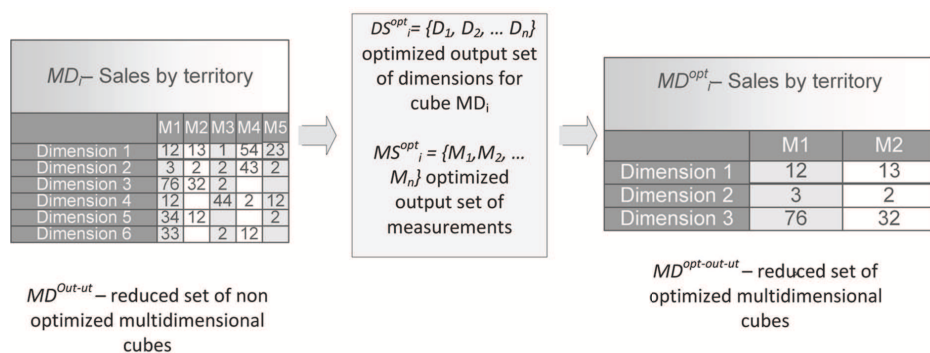 MDi– Sales by territory
M1 M2 M3 M4 M5
Dimension 1 12 13 1 54 23
Dimension 2 3 2 2 43 2
Dimension 3 76 32 2
Dimension 4 12 44 2 12
Dimension 5 34 12 2
Dimension 6 33 2 12
MDOut-ut – reduced set of non
optimized multidimensional
cubes
DSopti= {D1, D2, ... Dn}
optimized output set
of dimensions for
cube MDi
MSopti = {M1,M2, ...
Mn} optimized
output set of
measurements
MDopti– Sales by territory
M1 M2
Dimension 1 12 13
Dimension 2 3 2
Dimension 3 76 32
MDopt-out-ut – reduced set of
optimized multidimensional
cubes